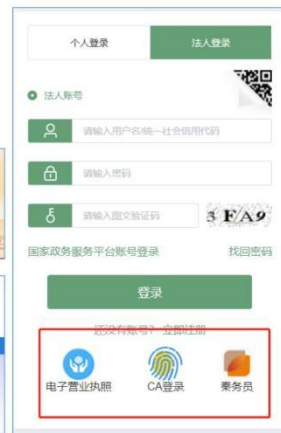 个人登录 法人登录
法人账号
请输入用户名/统一社会信用代码
请输入密码
请输入图文验证码 3 FA9
国家政务服务平台账号登录 找回密码
登录
还没有账号? 立即注册
电子营业执照 CA登录 秦务员